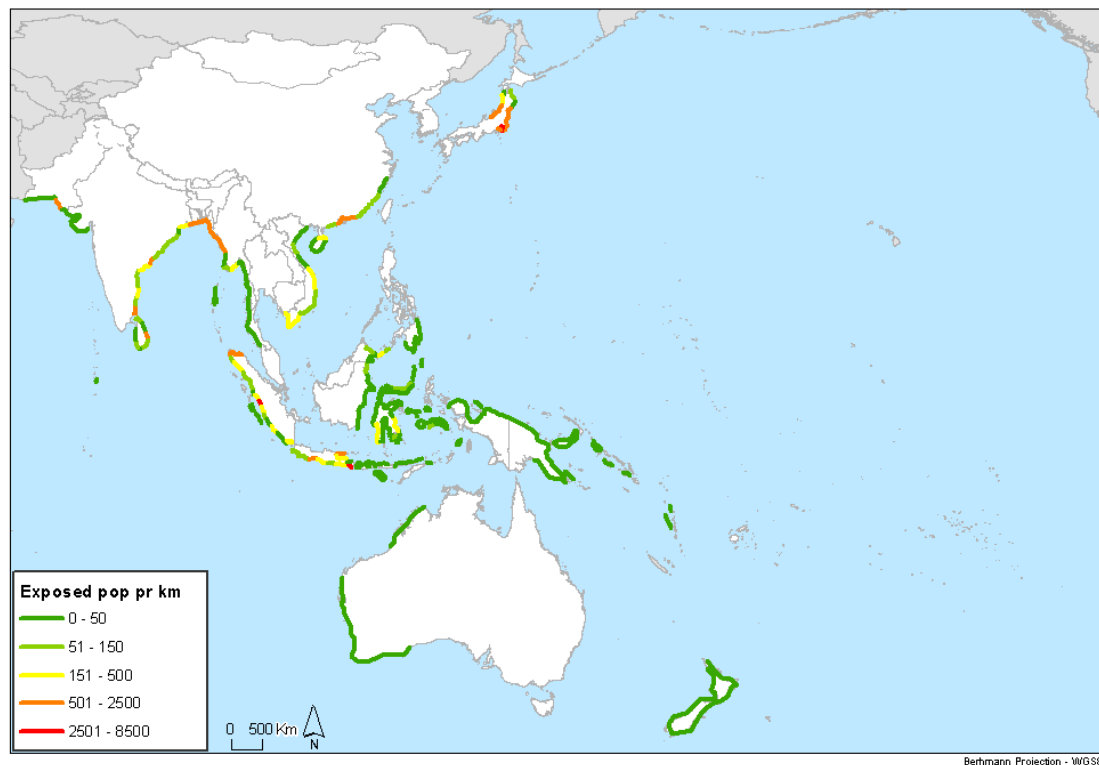 Exposed pop pr km
0 - 50
51 - 150
151 - 500
501 - 2500
2501 - 8500
0 500 Km
N
Berhmann Projection - WGS8